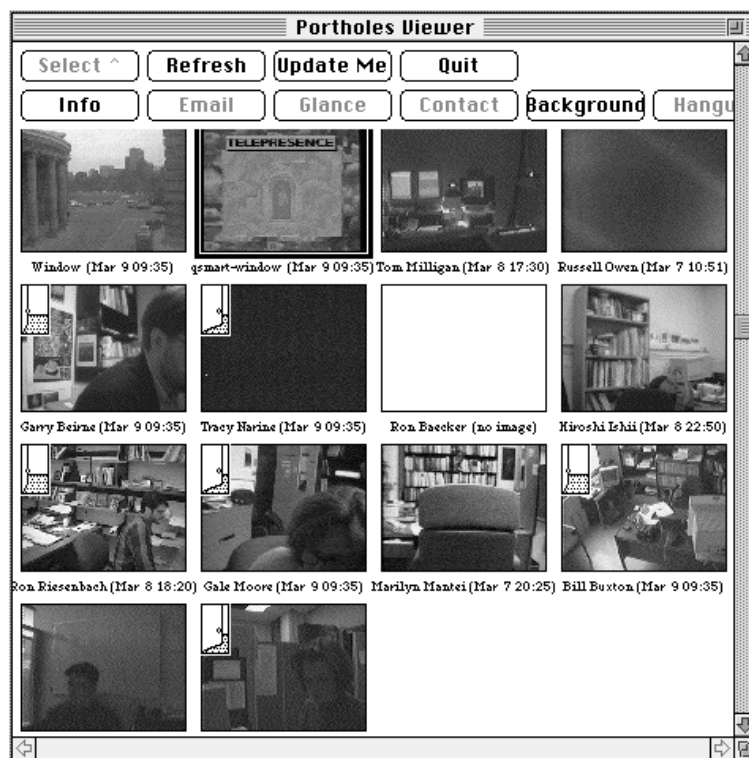 Portholes Viewer
Select ^ Refresh Update Me Quit
Info Email Glance Contact Background Hangu
TELEPRESENCE
Window (Mar 9 09:35) qsmart-window (Mar 9 09:35) Tom Milligan (Mar 8 17:30) Russell Owen (Mar 7 10:51)
Garry Beirne (Mar 9 09:35) Tracy Narine (Mar 9 09:35) Ron Baecker (no image) Hiroshi Ishii (Mar 8 22:50)
Ron Riesenbach (Mar 8 18:20) Gale Moore (Mar 9 09:35) Marilyn Mantei (Mar 7 20:25) Bill Buxton (Mar 9 09:35)